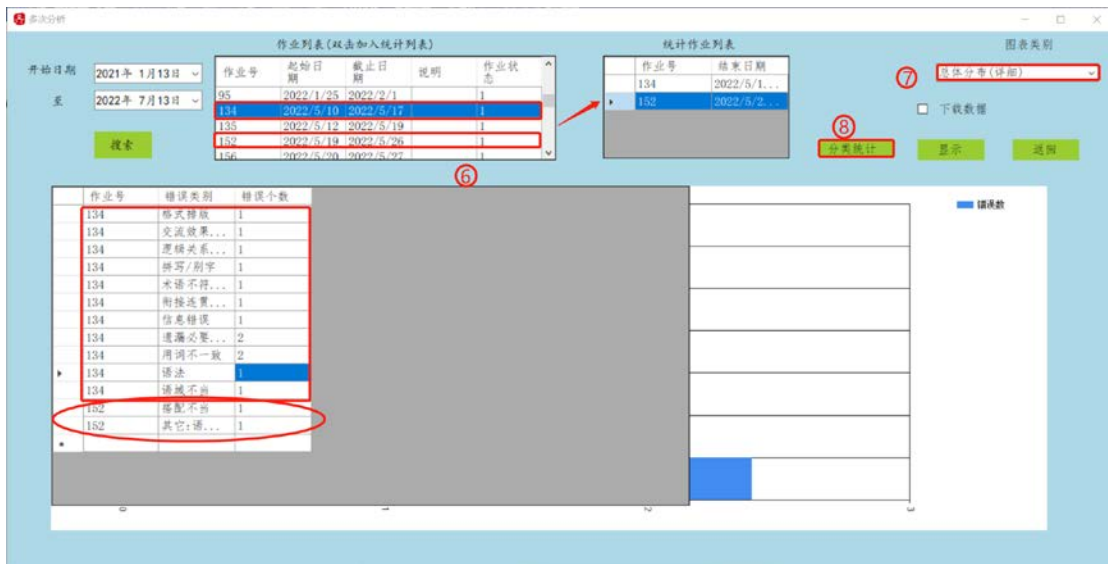 多次分析
作业列表(双击加入统计列表)
统计作业列表
图表类别
开始日期
2021年 1月13日
至
2022年 7月13日
搜索
作业号 起始日期 截止日期 说明 作业状态
95 2022/1/25 2022/2/1 1
134 2022/5/10 2022/5/17 1
135 2022/5/12 2022/5/19 1
152 2022/5/19 2022/5/26 1
156 2022/5/20 2022/5/27 1
作业号 结束日期
134 2022/5/1...
152 2022/5/2...
⑦
总体分布(详细)
下载数据
⑧
分类统计
显示
返回
⑥
作业号 错误类别 错误个数
134 格式排版 1
134 交流效果... 1
134 逻辑关系... 1
134 拼写/别字 1
134 术语不符... 1
134 衔接连贯... 1
134 信息错误 1
134 遗漏必要... 2
134 用词不一致 2
134 语法 1
134 语域不当 1
152 搭配不当 1
152 其它:语... 1
错误数
0 1 2 3